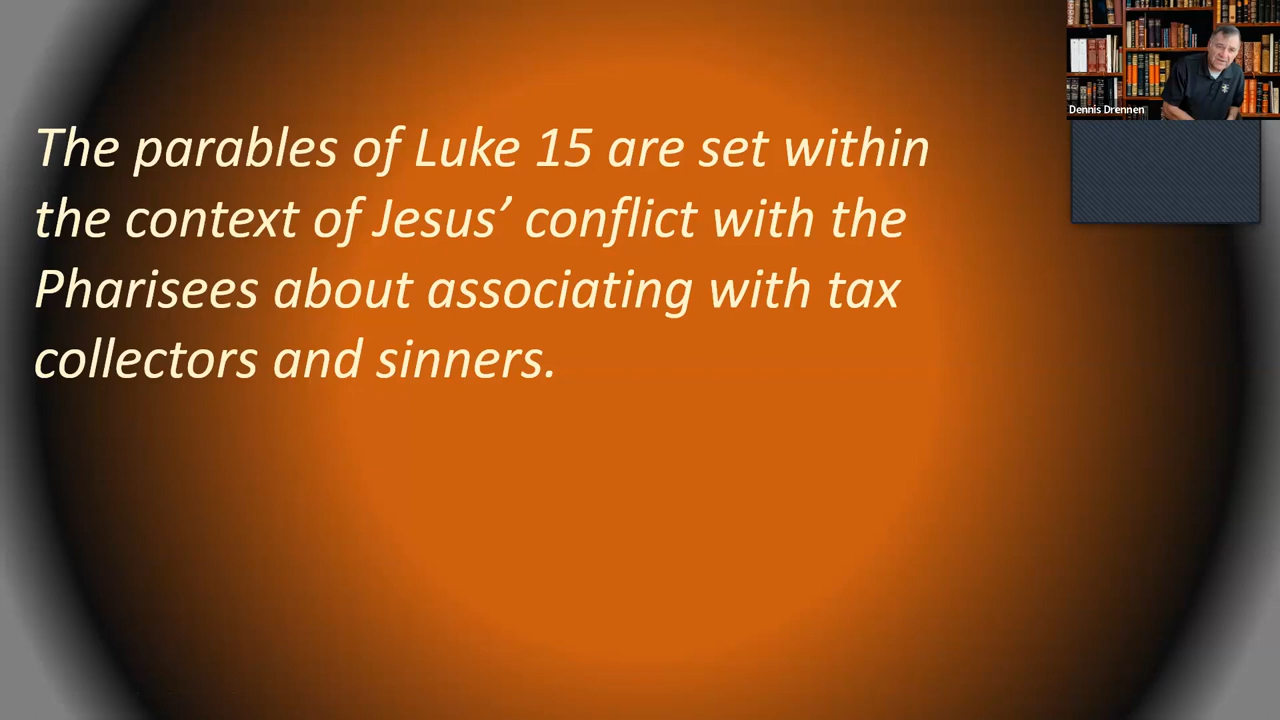 The parables of Luke 15 are set within
the context of Jesus’ conflict with the
Pharisees about associating with tax
collectors and sinners.
Dennis Drennen